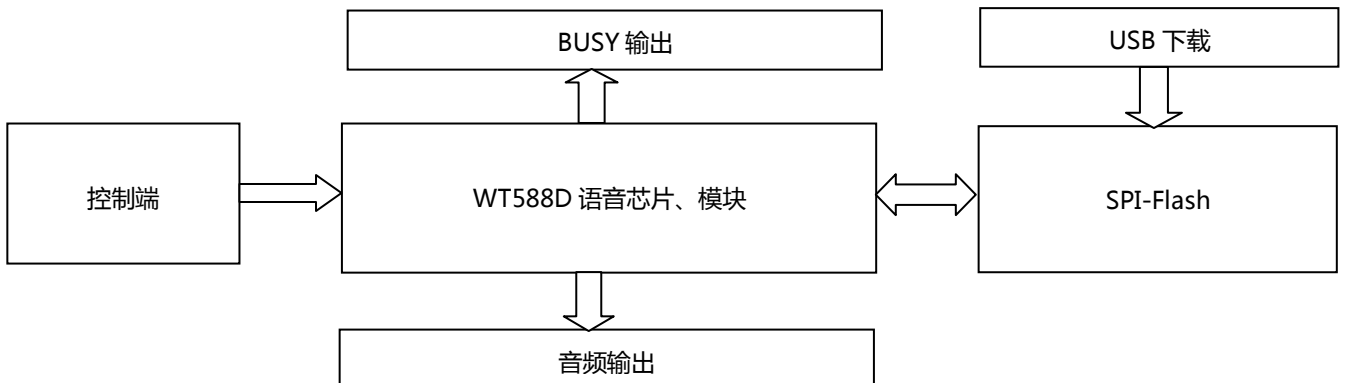 BUSY 输出
USB 下载
控制端
WT588D 语音芯片、模块
SPI-Flash
音频输出